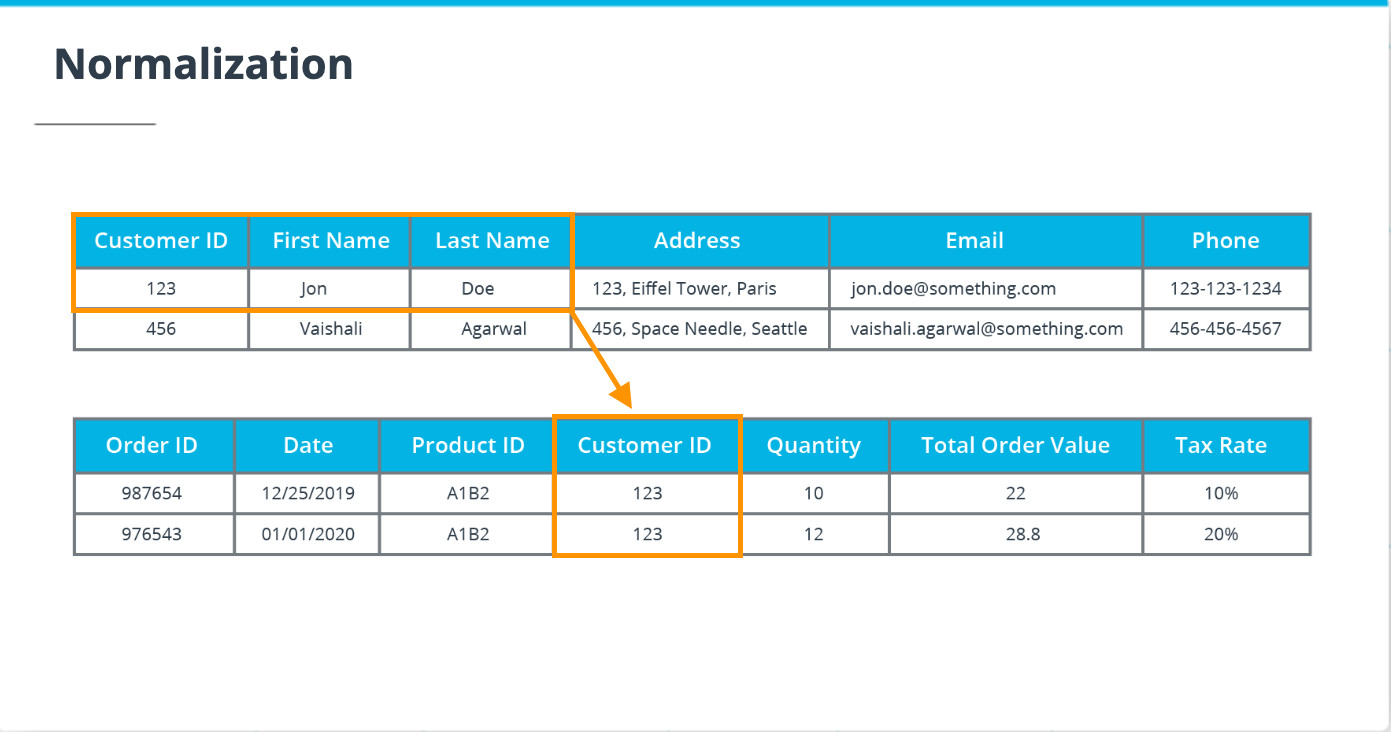 Normalization
Customer ID First Name Last Name Address Email Phone
123 Jon Doe 123, Eiffel Tower, Paris jon.doe@something.com 123-123-1234
456 Vaishali Agarwal 456, Space Needle, Seattle vaishali.agarwal@something.com 456-456-4567
Order ID Date Product ID Customer ID Quantity Total Order Value Tax Rate
987654 12/25/2019 A1B2 123 10 22 10%
976543 01/01/2020 A1B2 123 12 28.8 20%